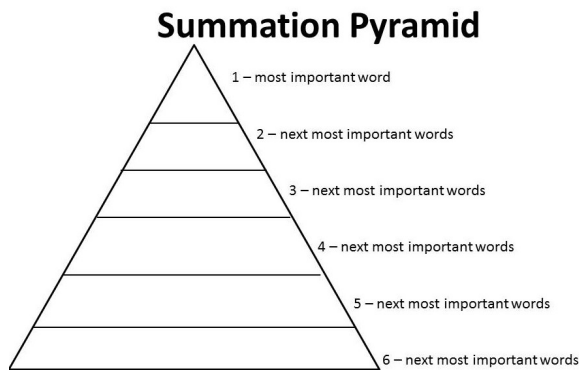 Summation Pyramid
1 – most important word
2 – next most important words
3 – next most important words
4 – next most important words
5 – next most important words
6 – next most important words